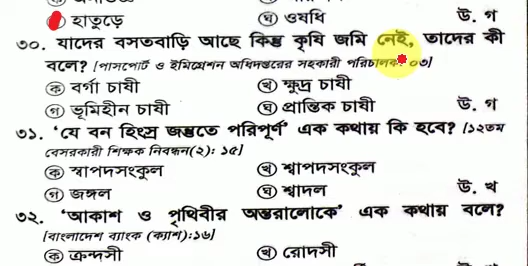 গ হাতুড়ে ঘ ওষধি উ. গ
৩০. যাদের বসতবাড়ি আছে কিন্তু কৃষি জমি নেই, তাদের কী
বলে? [পাসপোর্ট ও ইমিগ্রেশন অধিদপ্তরের সহকারী পরিচালক: ০৩]
ক বর্গা চাষী খ ক্ষুদ্র চাষী
গ ভূমিহীন চাষী ঘ প্রান্তিক চাষী উ. গ
৩১. ‘যে বন হিংস্র জন্তুতে পরিপূর্ণ’ এক কথায় কি হবে? [১২তম
বেসরকারী শিক্ষক নিবন্ধন(২): ১৫]
ক স্বাপদসংকুল খ শ্বাপদসংকুল
গ জঙ্গল ঘ শ্বাদল উ. খ
৩২. ‘আকাশ ও পৃথিবীর অন্তরালোকে’ এক কথায় বলে?
[বাংলাদেশ ব্যাংক (ক্যাশ):১৬]
ক ক্রন্দসী খ রোদসী